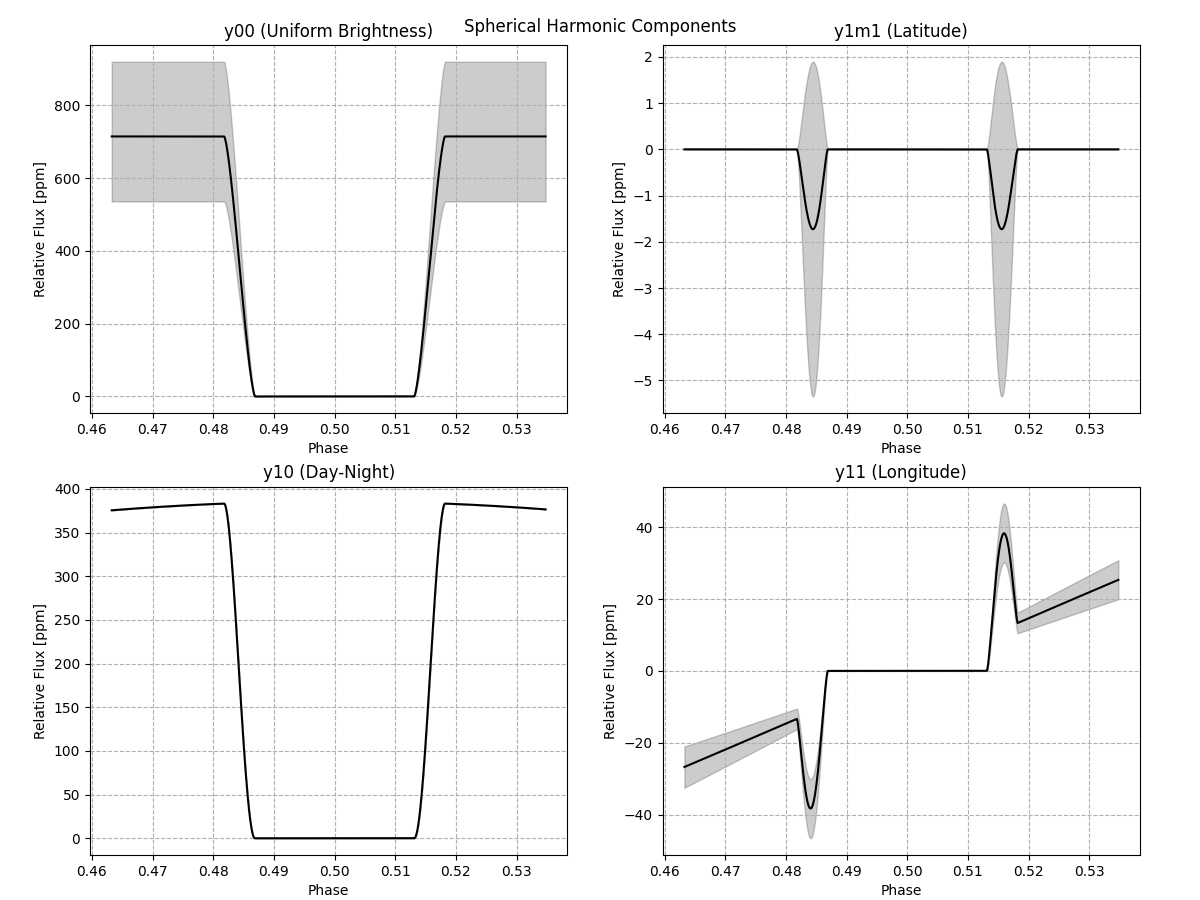 Spherical Harmonic Components
y00 (Uniform Brightness)
800
600
400
200
0
Relative Flux [ppm]
0.46 0.47 0.48 0.49 0.50 0.51 0.52 0.53
Phase
y1m1 (Latitude)
2
1
0
−1
−2
−3
−4
−5
Relative Flux [ppm]
0.46 0.47 0.48 0.49 0.50 0.51 0.52 0.53
Phase
y10 (Day-Night)
400
350
300
250
200
150
100
50
0
Relative Flux [ppm]
0.46 0.47 0.48 0.49 0.50 0.51 0.52 0.53
Phase
y11 (Longitude)
40
20
0
−20
−40
Relative Flux [ppm]
0.46 0.47 0.48 0.49 0.50 0.51 0.52 0.53
Phase